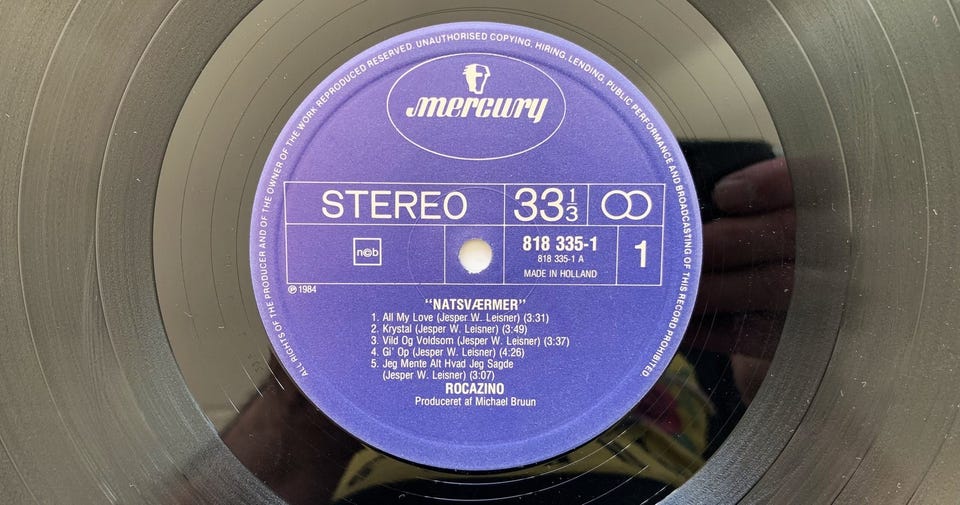 ALL RIGHTS OF THE PRODUCER AND OF THE OWNER OF THE WORK REPRODUCED RESERVED. UNAUTHORISED COPYING, HIRING, LENDING, PUBLIC PERFORMANCE AND BROADCASTING OF THIS RECORD PROHIBITED
mercury
STEREO 33 1/3
n©b 818 335-1 1
818 335-1 A
MADE IN HOLLAND
℗ 1984
“NATSVÆRMER”
1. All My Love (Jesper W. Leisner) (3:31)
2. Krystal (Jesper W. Leisner) (3:49)
3. Vild Og Voldsom (Jesper W. Leisner) (3:37)
4. Gi' Op (Jesper W. Leisner) (4:26)
5. Jeg Mente Alt Hvad Jeg Sagde
(Jesper W. Leisner) (3:07)
ROCAZINO
Produceret af Michael Bruun